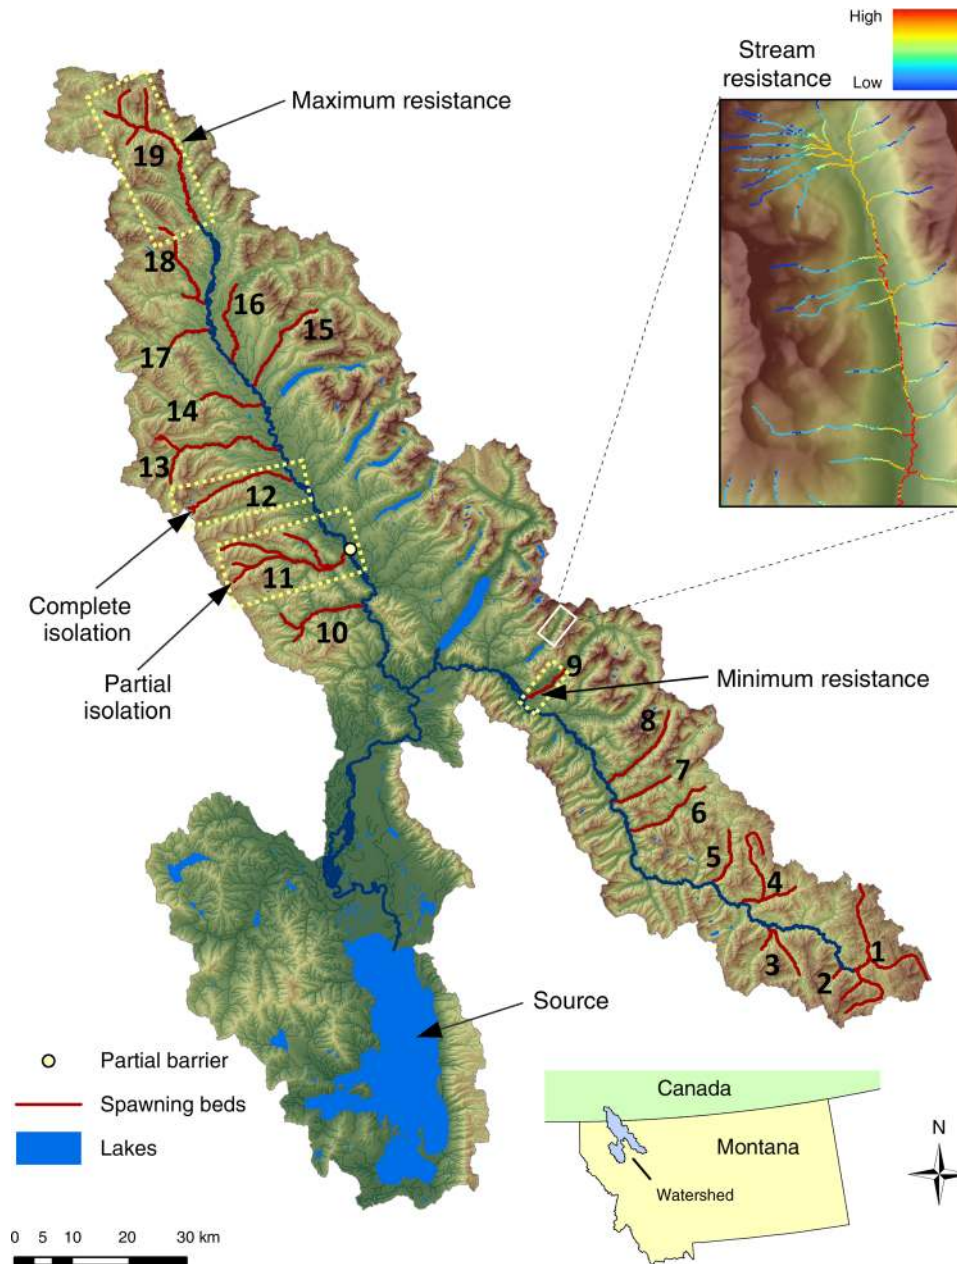 High
Stream
resistance
Low
Maximum resistance
19
18
16
15
17
14
13
12
11
Complete
isolation
10
Partial
isolation
9
Minimum resistance
8
7
6
5
4
3
2
1
Source
Partial barrier
Spawning beds
Lakes
Canada
Montana
Watershed
N
0 5 10 20 30 km